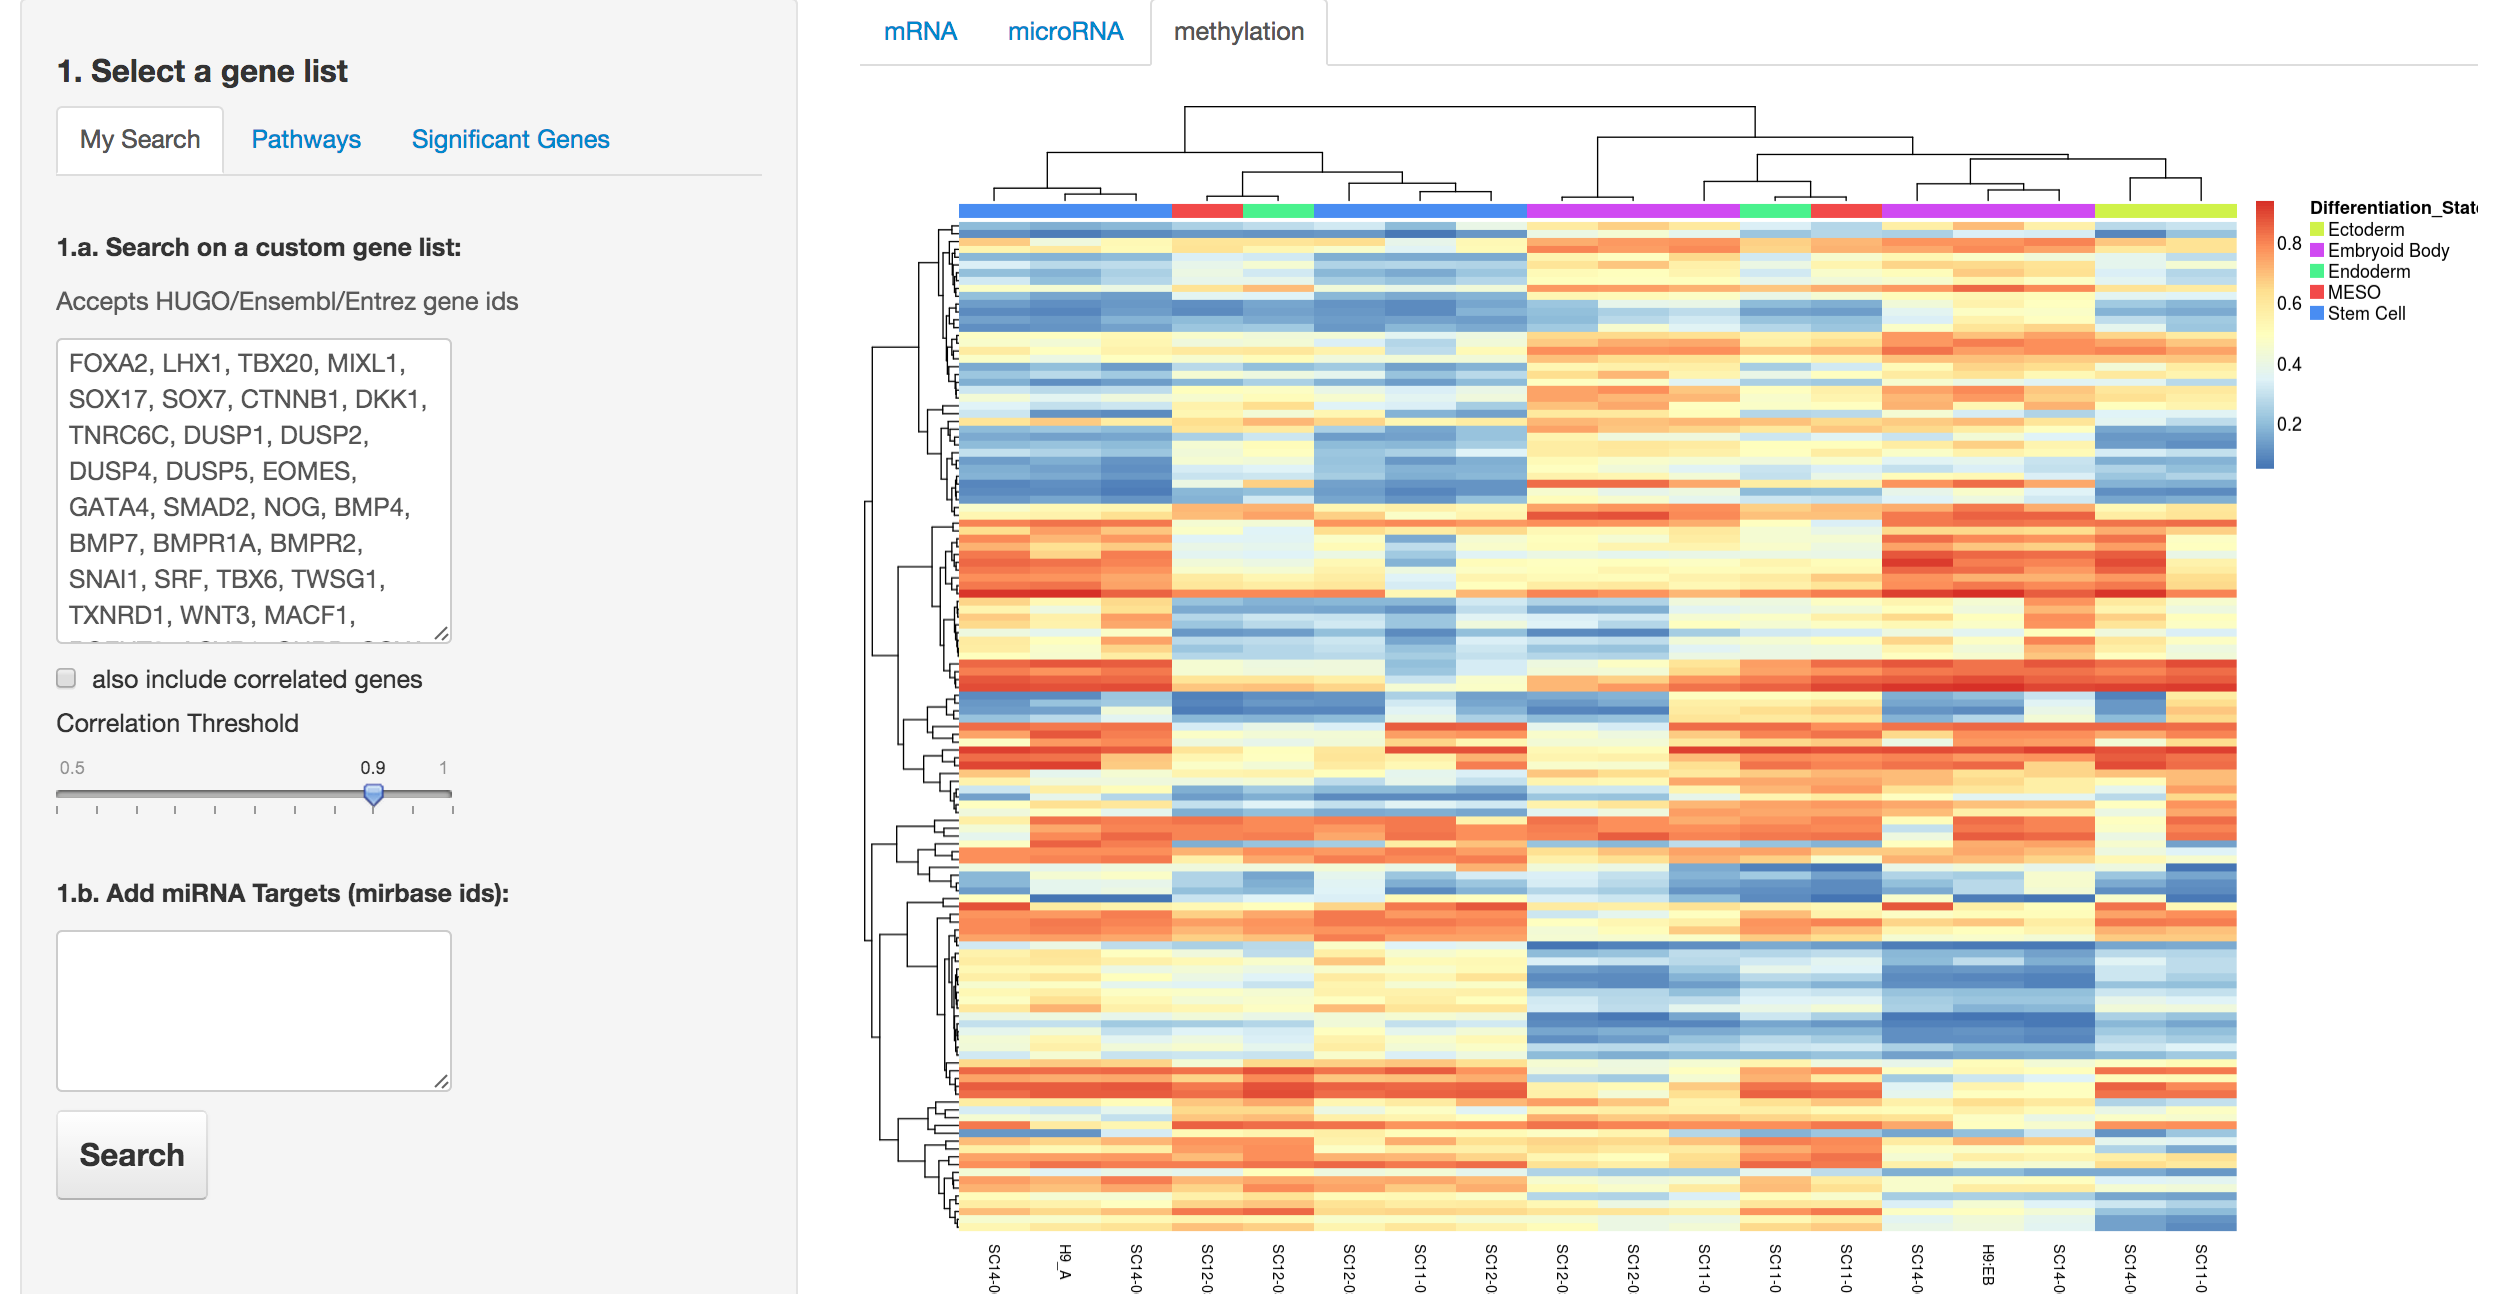 1. Select a gene list
My Search Pathways Significant Genes
1.a. Search on a custom gene list:
Accepts HUGO/Ensembl/Entrez gene ids
FOXA2, LHX1, TBX20, MIXL1,
SOX17, SOX7, CTNNB1, DKK1,
TNRC6C, DUSP1, DUSP2,
DUSP4, DUSP5, EOMES,
GATA4, SMAD2, NOG, BMP4,
BMP7, BMPR1A, BMPR2,
SNAI1, SRF, TBX6, TWSG1,
TXNRD1, WNT3, MACF1,
also include correlated genes
Correlation Threshold
0.5 0.9 1
1.b. Add miRNA Targets (mirbase ids):
Search
mRNA microRNA methylation
Differentiation_State
Ectoderm
Embryoid Body
Endoderm
MESO
Stem Cell
0.8
0.6
0.4
0.2
SC14-0
H9_A
SC14-0
SC12-0
SC12-0
SC12-0
SC11-0
SC12-0
SC12-0
SC12-0
SC11-0
SC11-0
SC11-0
SC14-0
H9:EB
SC14-0
SC14-0
SC11-0